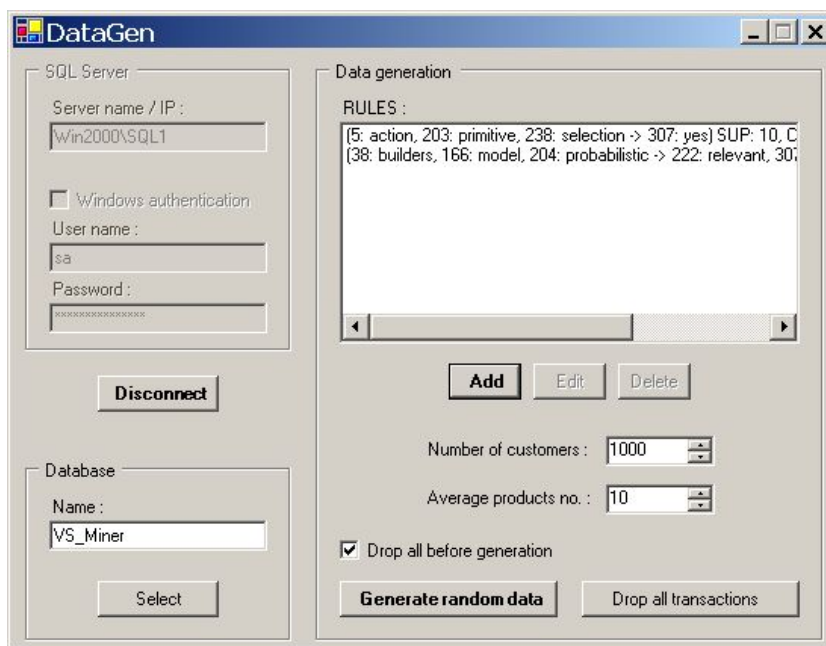 DataGen
SQL Server
Server name / IP :
Win2000\SQL1
Windows authentication
User name :
sa
Password :
×××××××××××××××
Disconnect
Database
Name :
VS_Miner
Select
Data generation
RULES :
(5: action, 203: primitive, 238: selection -> 307: yes) SUP: 10, C
(38: builders, 166: model, 204: probabilistic -> 222: relevant, 307
Add Edit Delete
Number of customers : 1000
Average products no. : 10
Drop all before generation
Generate random data Drop all transactions